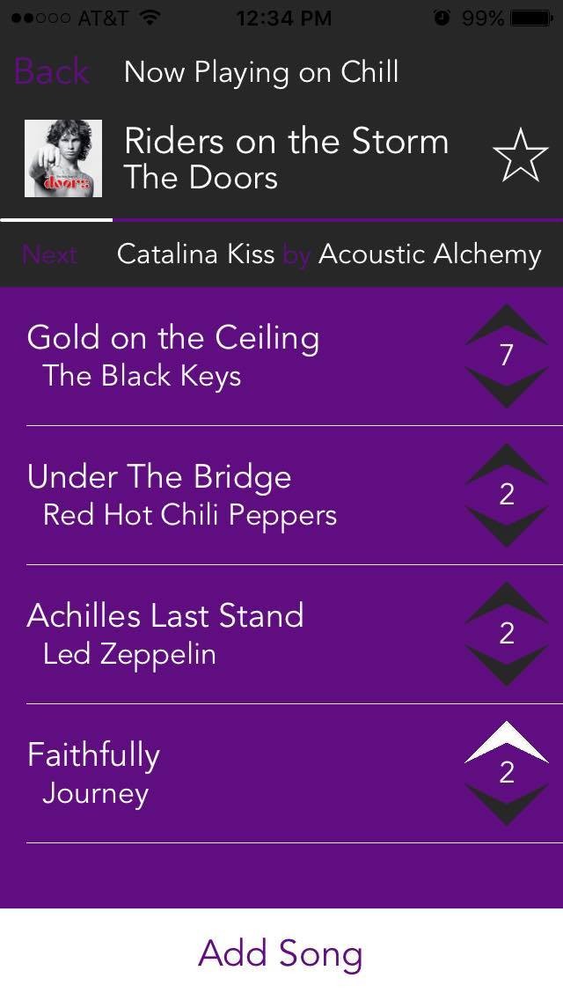 AT&T 12:34 PM 99%
Back Now Playing on Chill
Riders on the Storm
The Doors
doors
Next Catalina Kiss by Acoustic Alchemy
Gold on the Ceiling
The Black Keys
7
Under The Bridge
Red Hot Chili Peppers
2
Achilles Last Stand
Led Zeppelin
2
Faithfully
Journey
2
Add Song